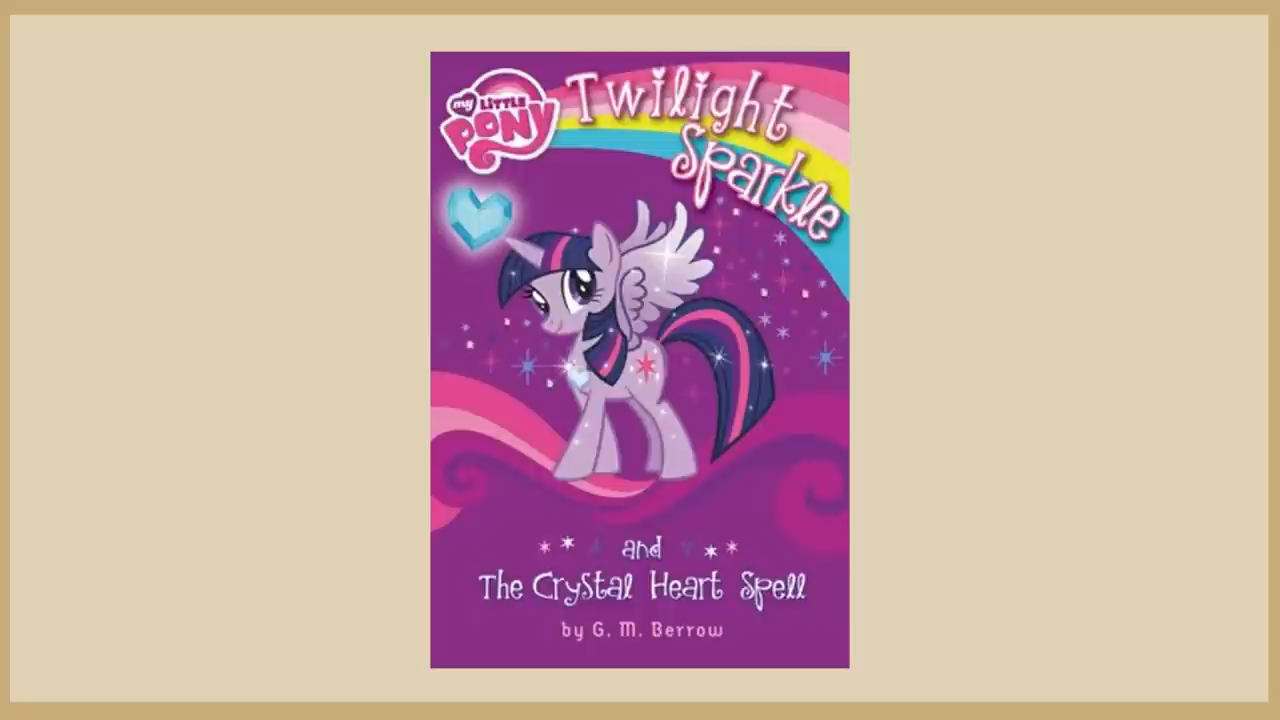 my LITTLE
PONY
Twilight
Sparkle
and
The Crystal Heart Spell
by G. M. Berrow